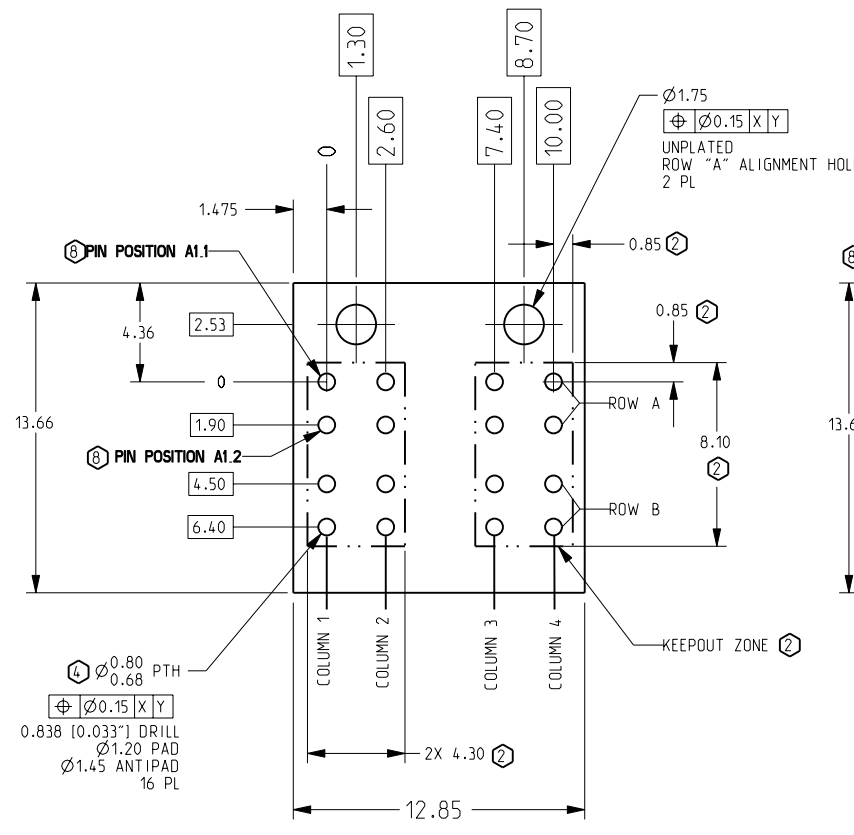 1.30
8.70
0
2.60
7.40
10.00
Ø1.75
⌖ Ø0.15 X Y
UNPLATED
ROW "A" ALIGNMENT HOL
2 PL
1.475
8 PIN POSITION A1.1
0.85 2
8
4.36
2.53
0.85 2
0
ROW A
13.66
1.90
8.10
2
13.6
8 PIN POSITION A1.2
4.50
ROW B
6.40
COLUMN 1
COLUMN 2
COLUMN 3
COLUMN 4
KEEPOUT ZONE 2
4 Ø 0.80 PTH
0.68
⌖ Ø0.15 X Y
0.838 [0.033"] DRILL
Ø1.20 PAD
Ø1.45 ANTIPAD
16 PL
2X 4.30 2
12.85